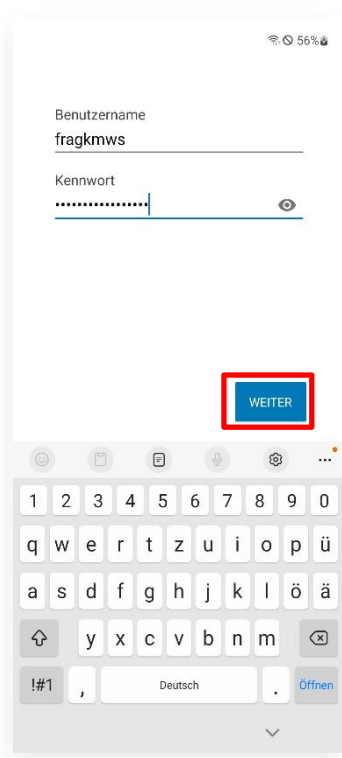 56%
Benutzername
fragkmws
Kennwort
•••••••••••••••••
WEITER
1 2 3 4 5 6 7 8 9 0
q w e r t z u i o p ü
a s d f g h j k l ö ä
y x c v b n m
!#1 , Deutsch . Öffnen